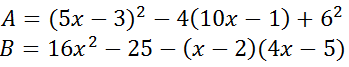 A = (5x − 3)² − 4(10x − 1) + 6²
B = 16x² − 25 − (x − 2)(4x − 5)